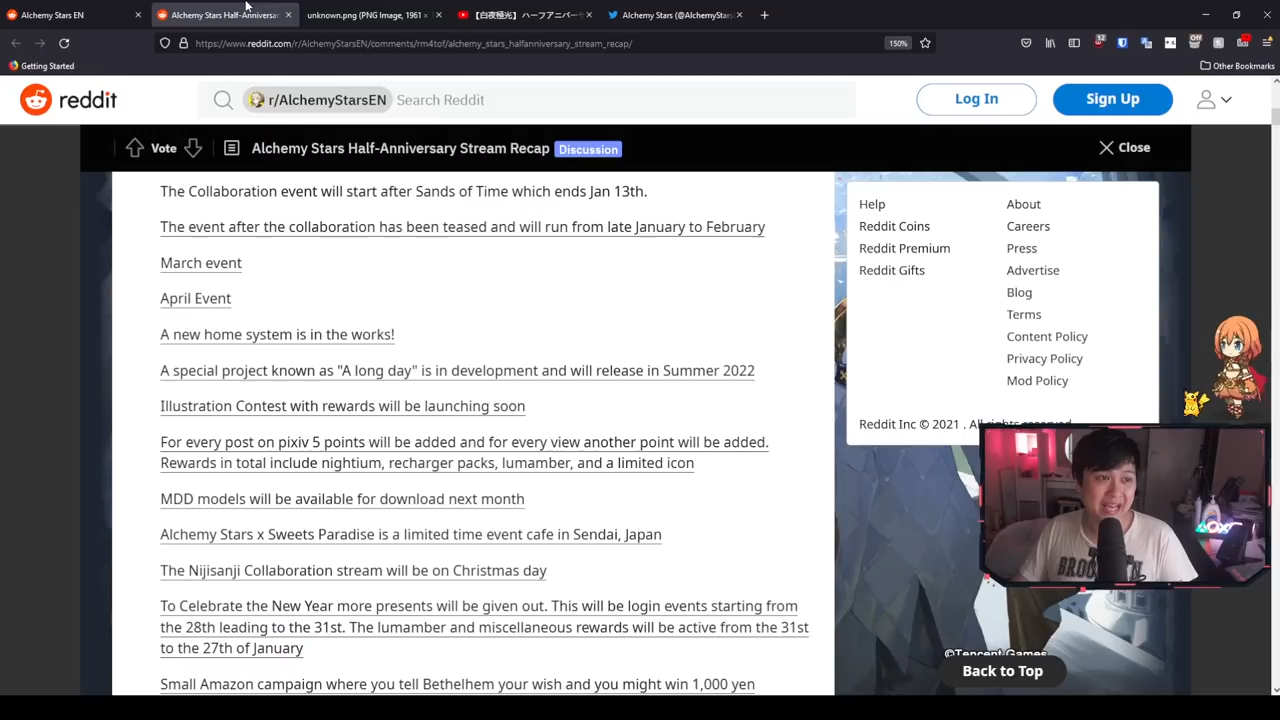 Alchemy Stars EN
Alchemy Stars Half-Anniversar
unknown.png (PNG Image, 1961 ×
【白夜極光】ハーフアニバーサ
Alchemy Stars (@AlchemyStars
https://www.reddit.com/r/AlchemyStarsEN/comments/rm4tof/alchemy_stars_halfanniversary_stream_recap/
150%
12
Off
Getting Started
Other Bookmarks
reddit
r/AlchemyStarsEN
Search Reddit
Log In
Sign Up
Vote
Alchemy Stars Half-Anniversary Stream Recap
Discussion
Close
The Collaboration event will start after Sands of Time which ends Jan 13th.
The event after the collaboration has been teased and will run from late January to February
March event
April Event
A new home system is in the works!
A special project known as "A long day" is in development and will release in Summer 2022
Illustration Contest with rewards will be launching soon
For every post on pixiv 5 points will be added and for every view another point will be added.
Rewards in total include nightium, recharger packs, lumamber, and a limited icon
MDD models will be available for download next month
Alchemy Stars x Sweets Paradise is a limited time event cafe in Sendai, Japan
The Nijisanji Collaboration stream will be on Christmas day
To Celebrate the New Year more presents will be given out. This will be login events starting from
the 28th leading to the 31st. The lumamber and miscellaneous rewards will be active from the 31st
to the 27th of January
Small Amazon campaign where you tell Bethelhem your wish and you might win 1,000 yen
Help
About
Reddit Coins
Careers
Reddit Premium
Press
Reddit Gifts
Advertise
Blog
Terms
Content Policy
Privacy Policy
Mod Policy
Reddit Inc © 2021 . All rights reserved
BROOKLYN
©Tencent Games
Back to Top